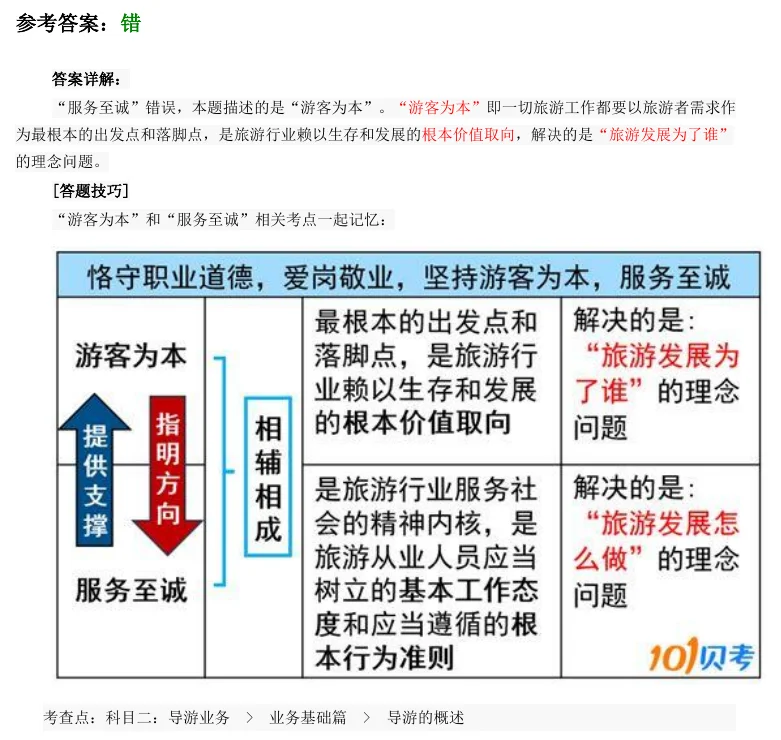 参考答案：错
答案详解：
“服务至诚”错误，本题描述的是“游客为本”。“游客为本”即一切旅游工作都要以旅游者需求作
为最根本的出发点和落脚点，是旅游行业赖以生存和发展的根本价值取向，解决的是“旅游发展为了谁”
的理念问题。
[答题技巧]
“游客为本”和“服务至诚”相关考点一起记忆：
恪守职业道德，爱岗敬业，坚持游客为本，服务至诚
游客为本
提供支撑
指明方向
服务至诚
相辅相成
最根本的出发点和
落脚点，是旅游行
业赖以生存和发展
的根本价值取向
解决的是：
“旅游发展为
了谁”的理念
问题
是旅游行业服务社
会的精神内核，是
旅游从业人员应当
树立的基本工作态
度和应当遵循的根
本行为准则
解决的是：
“旅游发展怎
么做”的理念
问题
101贝考
考查点：科目二：导游业务 > 业务基础篇 > 导游的概述